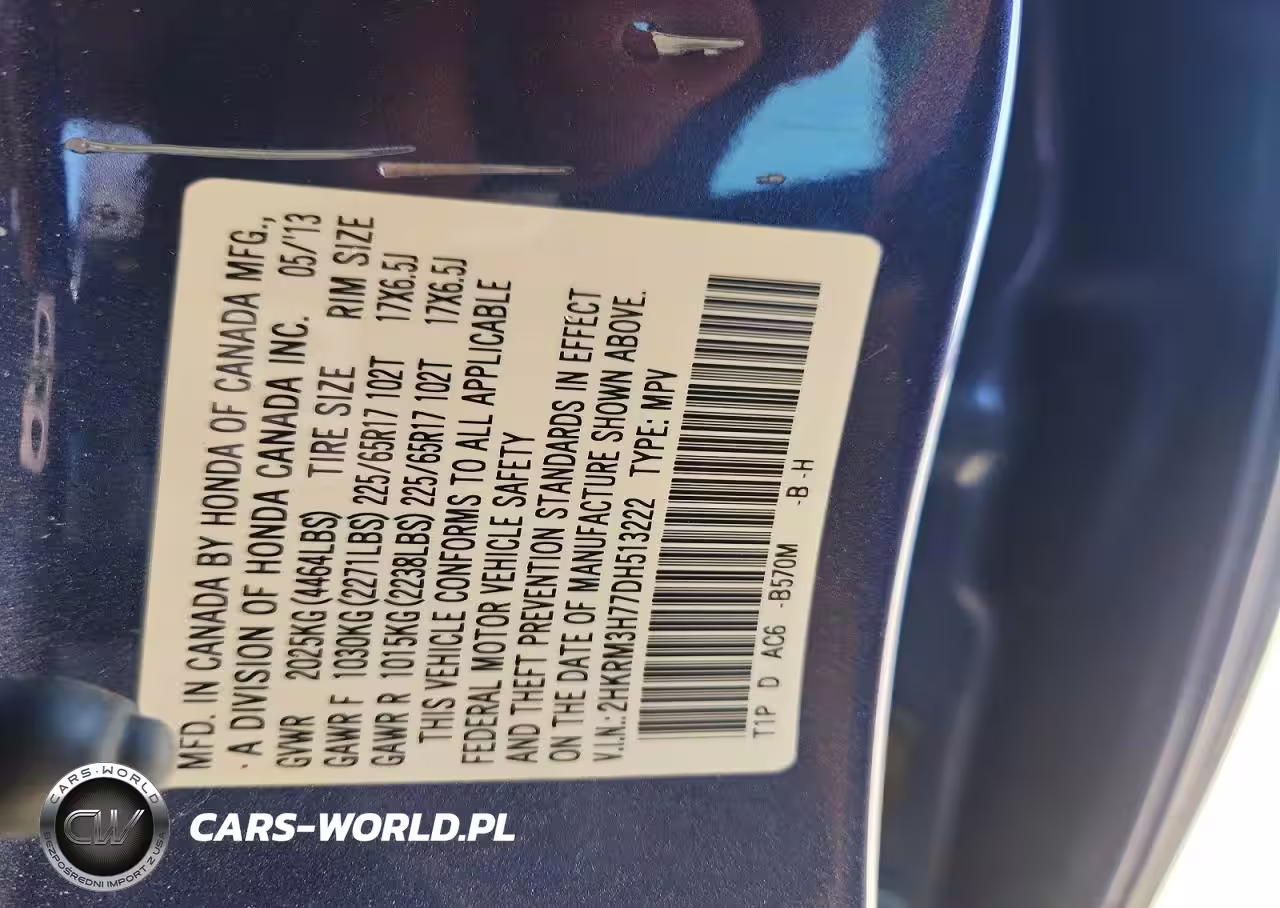 MFD. IN CANADA BY HONDA OF CANADA MFG.,
· A DIVISION OF HONDA CANADA INC. 05/'13
GVWR 2025KG (4464LBS) TIRE SIZE RIM SIZE
GAWR F 1030KG (2271LBS) 225/65R17 102T 17X6.5J
GAWR R 1015KG (2238LBS) 225/65R17 102T 17X6.5J
THIS VEHICLE CONFORMS TO ALL APPLICABLE
FEDERAL MOTOR VEHICLE SAFETY
AND THEFT PREVENTION STANDARDS IN EFFECT
ON THE DATE OF MANUFACTURE SHOWN ABOVE.
V.I.N.: 2HKRM3H77DH513222 TYPE: MPV
T1P D AC6 -B570M -B -H
CARS-WORLD
CW
BEZPOŚREDNI IMPORT Z USA
CARS-WORLD.PL